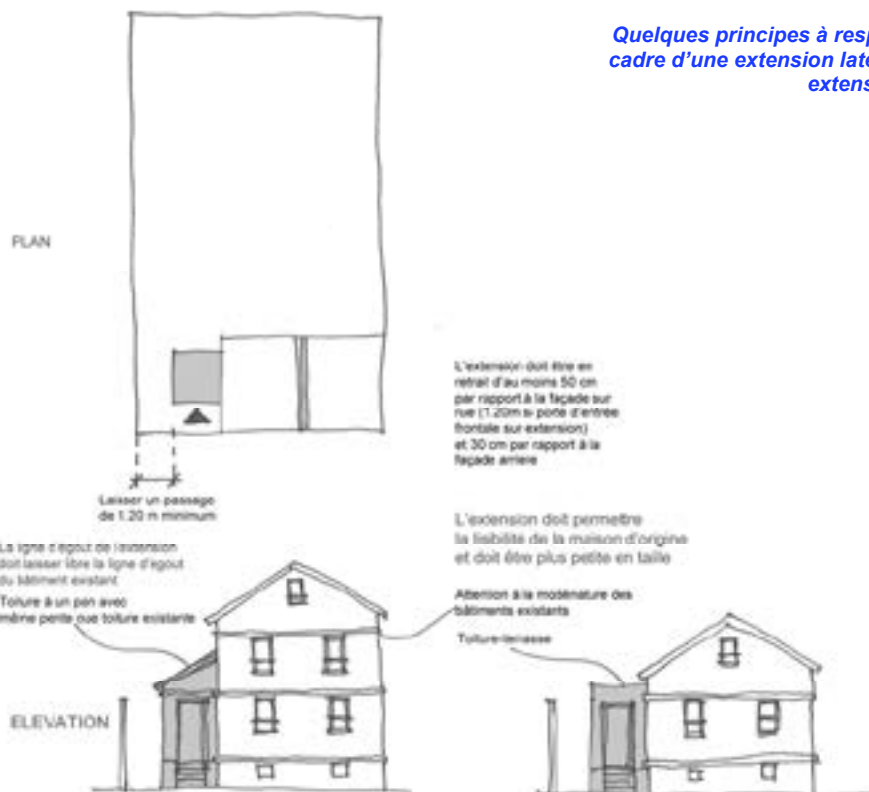 Quelques principes à resp
cadre d'une extension laté
extens
PLAN
L'extension doit être en
retrait d'au moins 50 cm
par rapport à la façade sur
rue (1.20m si porte d'entrée
frontale sur extension)
et 30 cm par rapport à la
façade arrière
Laisser un passage
de 1.20 m minimum
L'extension doit permettre
la lisibilité de la maison d'origine
et doit être plus petite en taille
La ligne d'égout de l'extension
doit laisser libre la ligne d'égout
du bâtiment existant
Toiture à un pan avec
même pente que toiture existante
Attention à la modénature des
bâtiments existants
Toiture-terrasse
ELEVATION